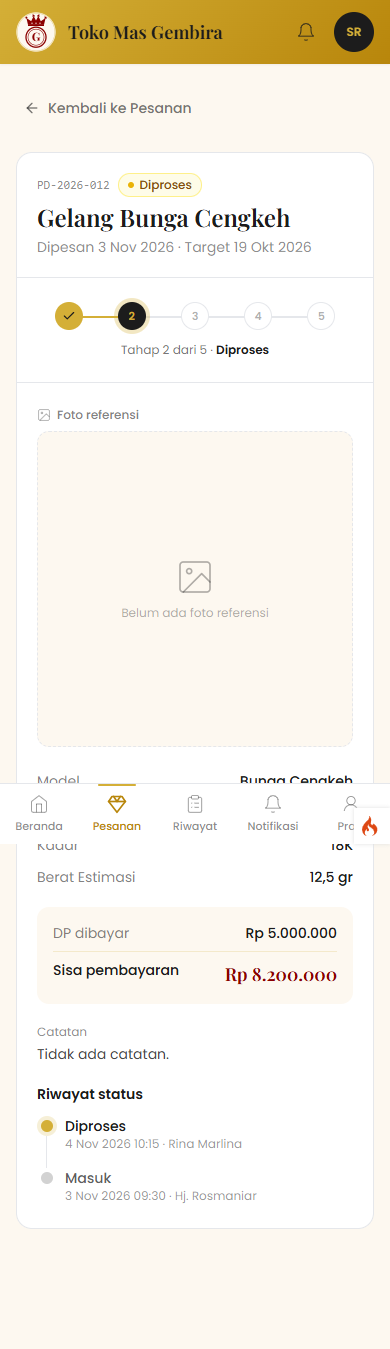 G
Toko Mas Gembira
SR
Kembali ke Pesanan
PD-2026-012
Diproses
Gelang Bunga Cengkeh
Dipesan 3 Nov 2026 · Target 19 Okt 2026
2
3
4
5
Tahap 2 dari 5 · Diproses
Foto referensi
Belum ada foto referensi
Model
Bunga Cengkeh
Beranda
Pesanan
Riwayat
Notifikasi
Kadar
18K
Berat Estimasi
12,5 gr
DP dibayar
Rp 5.000.000
Sisa pembayaran
Rp 8.200.000
Catatan
Tidak ada catatan.
Riwayat status
Diproses
4 Nov 2026 10:15 · Rina Marlina
Masuk
3 Nov 2026 09:30 · Hj. Rosmaniar